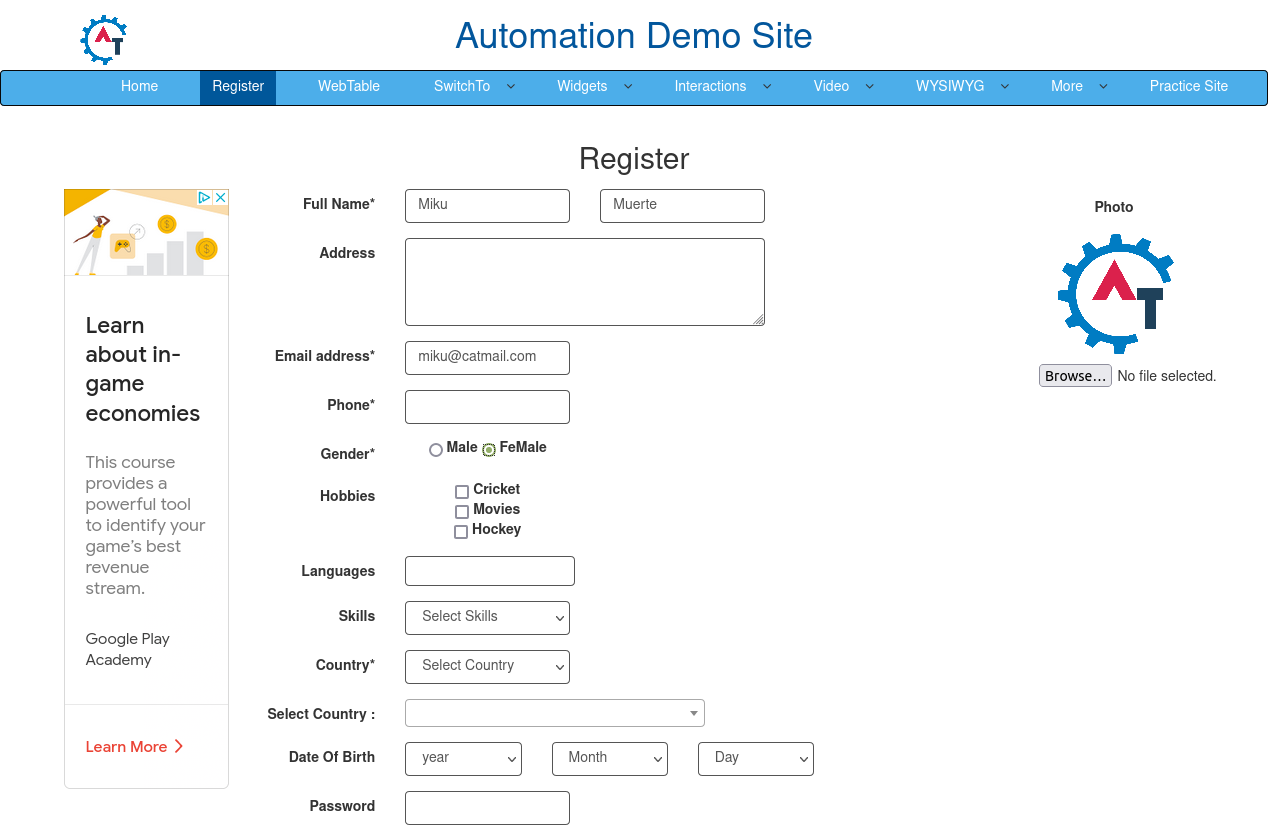 AT
Automation Demo Site
Home Register WebTable SwitchTo Widgets Interactions Video WYSIWYG More Practice Site
Register
Learn
about in-
game
economies
This course
provides a
powerful tool
to identify your
game's best
revenue
stream.
Google Play
Academy
Learn More
Full Name* Miku Muerte
Address
Email address* miku@catmail.com
Phone*
Gender* Male FeMale
Hobbies Cricket
Movies
Hockey
Languages
Skills Select Skills
Country* Select Country
Select Country :
Date Of Birth year Month Day
Password
Photo
AT
Browse... No file selected.